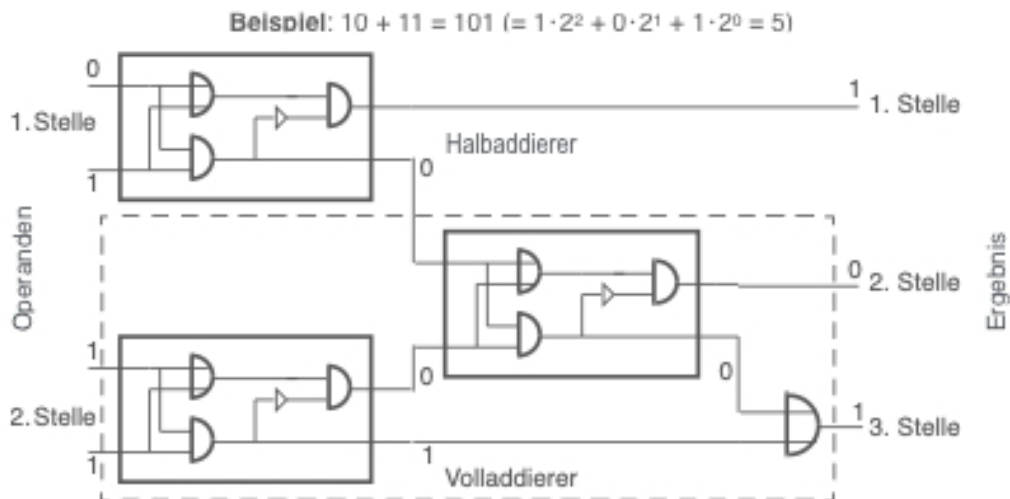 Beispiel: 10 + 11 = 101 (= 1·2² + 0·2¹ + 1·2⁰ = 5)
0
1. Stelle
1
1
1. Stelle
Halbaddierer
0
Operanden
Ergebnis
0
2. Stelle
1
0
0
2. Stelle
1
1
1
3. Stelle
Volladdierer